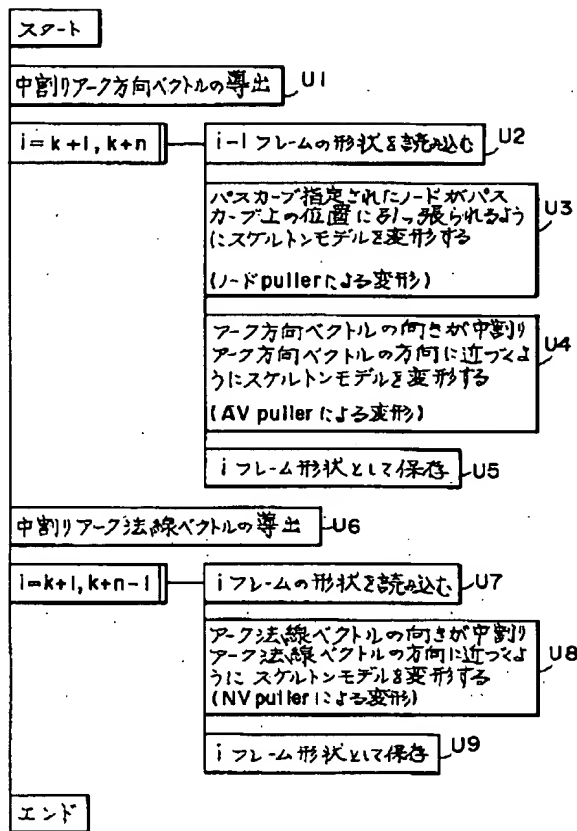 スタート
中割りアーク方向ベクトルの導出 U1
i=k+1,k+n
i-1フレームの形状を読み込む U2
パスカーブ指定されたノードがパス
カーブ上の位置に引っ張られるよう
にスケルトンモデルを変形する
(ノードpullerによる変形)
U3
アーク方向ベクトルの向きが中割り
アーク方向ベクトルの方向に近づくよ
うにスケルトンモデルを変形する
(AV pullerによる変形)
U4
iフレーム形状として保存 U5
中割りアーク法線ベクトルの導出 U6
i=k+1,k+n-1
iフレームの形状を読み込む U7
アーク法線ベクトルの向きが中割り
アーク法線ベクトルの方向に近づくよ
うにスケルトンモデルを変形する
(NV pullerによる変形)
U8
iフレーム形状として保存 U9
エンド